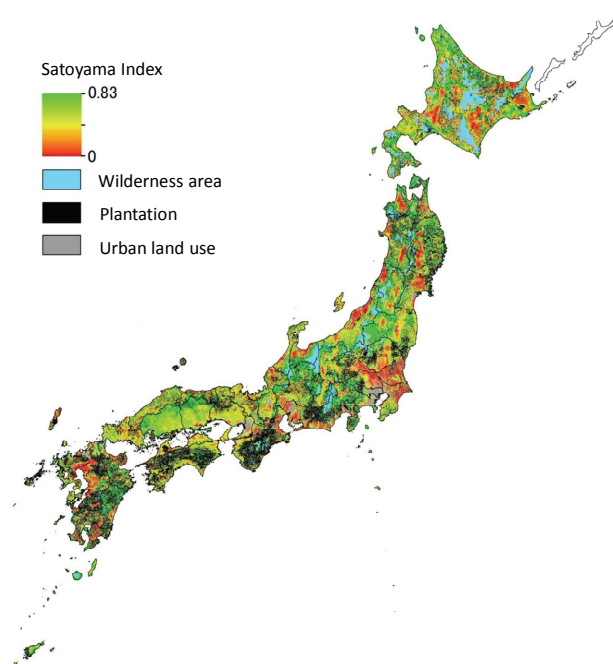 Satoyama Index
0.83
0
Wilderness area
Plantation
Urban land use